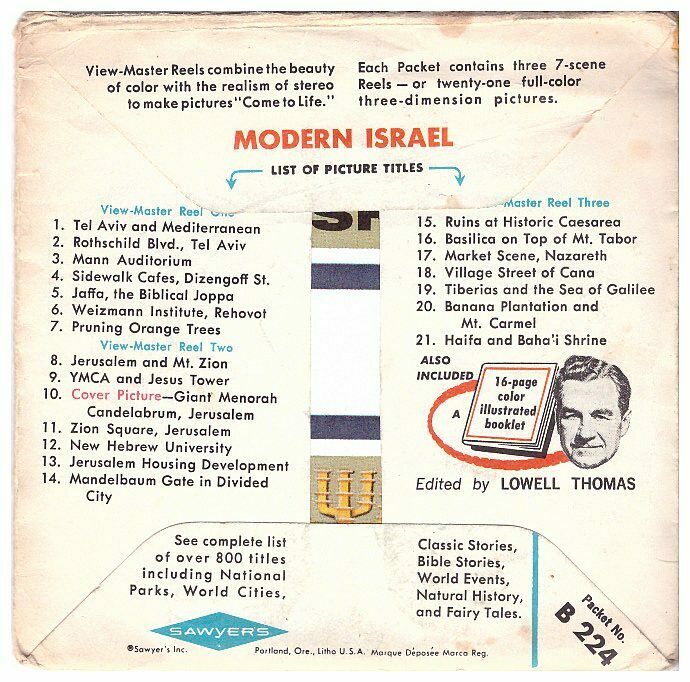 View-Master Reels combine the beauty
of color with the realism of stereo
to make pictures "Come to Life."
Each Packet contains three 7-scene
Reels — or twenty-one full-color
three-dimension pictures.
MODERN ISRAEL
LIST OF PICTURE TITLES
View-Master Reel One
1. Tel Aviv and Mediterranean
2. Rothschild Blvd., Tel Aviv
3. Mann Auditorium
4. Sidewalk Cafes, Dizengoff St.
5. Jaffa, the Biblical Joppa
6. Weizmann Institute, Rehovot
7. Pruning Orange Trees
View-Master Reel Two
8. Jerusalem and Mt. Zion
9. YMCA and Jesus Tower
10. Cover Picture—Giant Menorah
Candelabrum, Jerusalem
11. Zion Square, Jerusalem
12. New Hebrew University
13. Jerusalem Housing Development
14. Mandelbaum Gate in Divided
City
-Master Reel Three
15. Ruins at Historic Caesarea
16. Basilica on Top of Mt. Tabor
17. Market Scene, Nazareth
18. Village Street of Cana
19. Tiberias and the Sea of Galilee
20. Banana Plantation and
Mt. Carmel
21. Haifa and Baha'i Shrine
ALSO
INCLUDED
A
16-page
color
illustrated
booklet
Edited by LOWELL THOMAS
See complete list
of over 800 titles
including National
Parks, World Cities,
Classic Stories,
Bible Stories,
World Events,
Natural History,
and Fairy Tales.
SAWYER'S
©Sawyer's Inc.
Portland, Ore., Litho U.S.A. Marque Déposée Marca Reg.
Packet No.
B 224